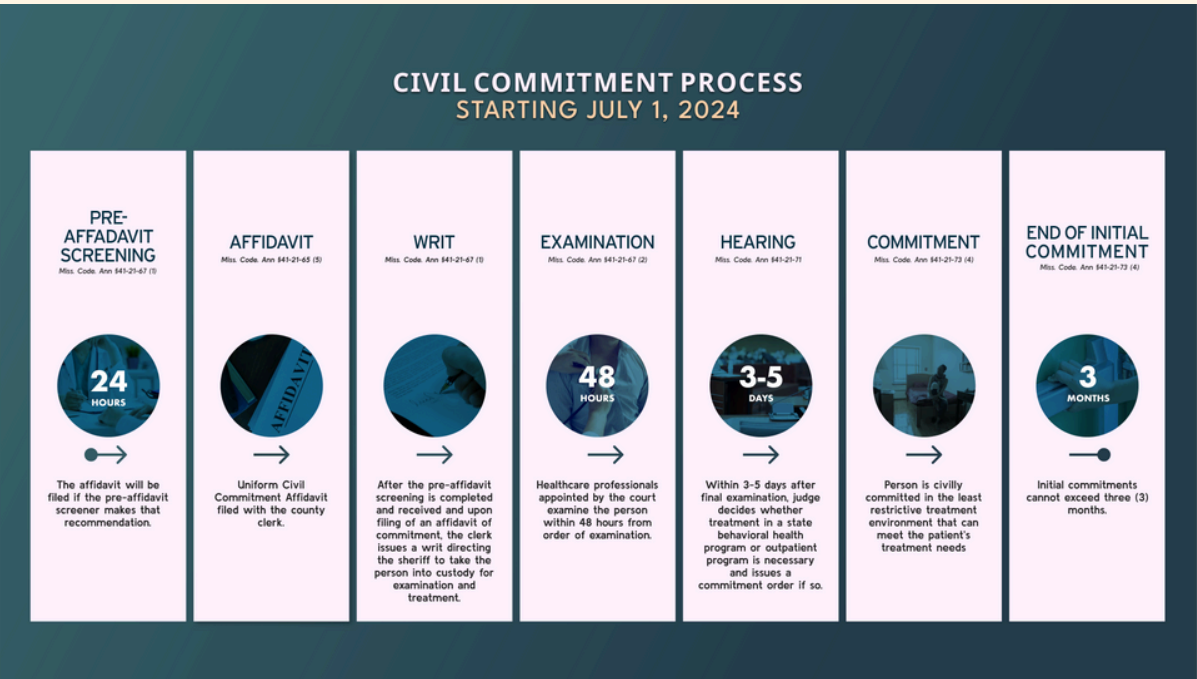 CIVIL COMMITMENT PROCESS
STARTING JULY 1, 2024
PRE-
AFFADAVIT
SCREENING
Miss. Code. Ann §41-21-67 (1)
24
HOURS
The affidavit will be
filed if the pre-affidavit
screener makes that
recommendation.
AFFIDAVIT
Miss. Code. Ann §41-21-65 (5)
AFFIDAVIT
Uniform Civil
Commitment Affidavit
filed with the county
clerk.
WRIT
Miss. Code. Ann §41-21-67 (1)
After the pre-affidavit
screening is completed
and received and upon
filing of an affidavit of
commitment, the clerk
issues a writ directing
the sheriff to take the
person into custody for
examination and
treatment.
EXAMINATION
Miss. Code. Ann §41-21-67 (2)
48
HOURS
Healthcare professionals
appointed by the court
examine the person
within 48 hours from
order of examination.
HEARING
Miss. Code. Ann §41-21-71
3-5
DAYS
Within 3-5 days after
final examination, judge
decides whether
treatment in a state
behavioral health
program or outpatient
program is necessary
and issues a
commitment order if so.
COMMITMENT
Miss. Code. Ann §41-21-73 (4)
Person is civilly
committed in the least
restrictive treatment
environment that can
meet the patient's
treatment needs
END OF INITIAL
COMMITMENT
Miss. Code. Ann §41-21-73 (4)
3
MONTHS
Initial commitments
cannot exceed three (3)
months.